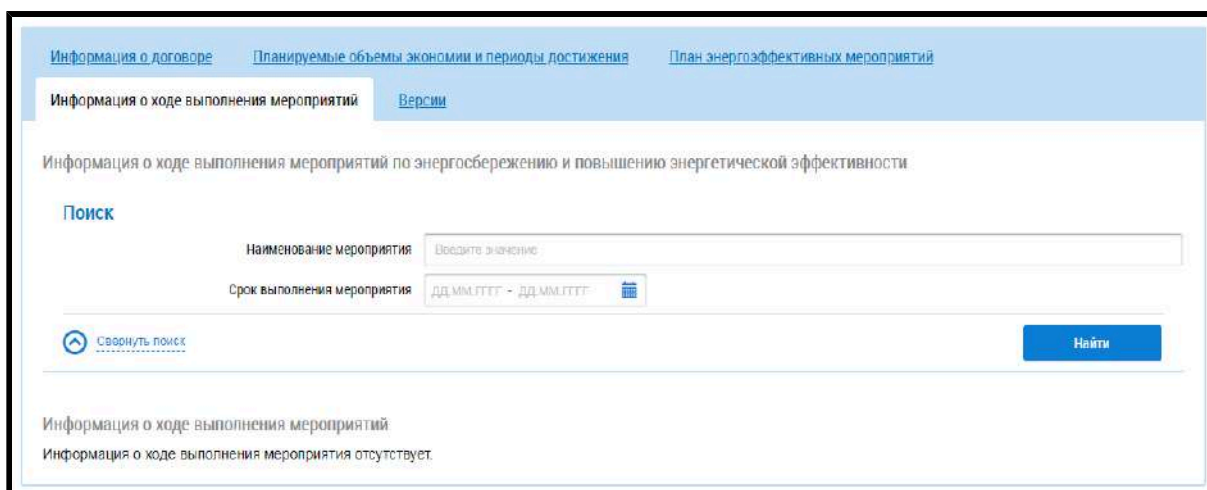 Информация о договоре Планируемые объемы экономии и периоды достижения План энергоэффективных мероприятий
Информация о ходе выполнения мероприятий Версии
Информация о ходе выполнения мероприятий по энергосбережению и повышению энергетической эффективности
Поиск
Наименование мероприятия Введите значение
Срок выполнения мероприятия ДД.ММ.ГГГГ - ДД.ММ.ГГГГ
Свернуть поиск Найти
Информация о ходе выполнения мероприятий
Информация о ходе выполнения мероприятия отсутствует.